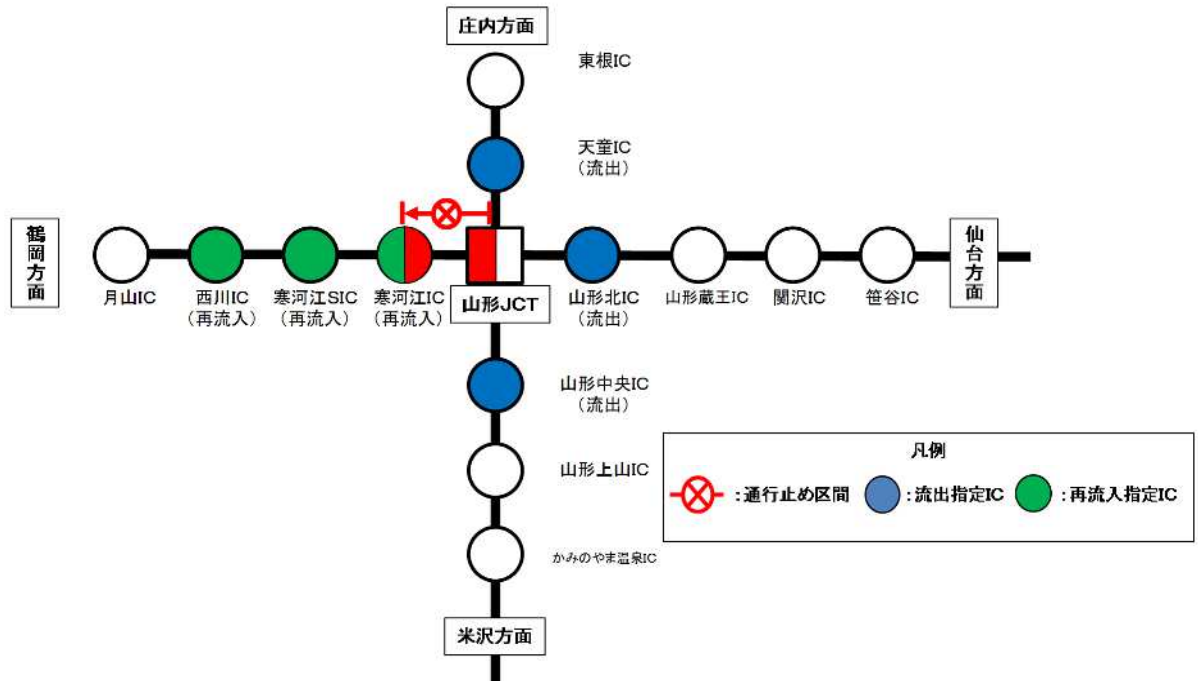 庄内方面
東根IC
天童IC
(流出)
鶴岡方面
仙台方面
月山IC
西川IC
(再流入)
寒河江SIC
(再流入)
寒河江IC
(再流入)
山形JCT
山形北IC
(流出)
山形蔵王IC
関沢IC
笹谷IC
山形中央IC
(流出)
山形上山IC
かみのやま温泉IC
米沢方面
凡例
:通行止め区間
:流出指定IC
:再流入指定IC